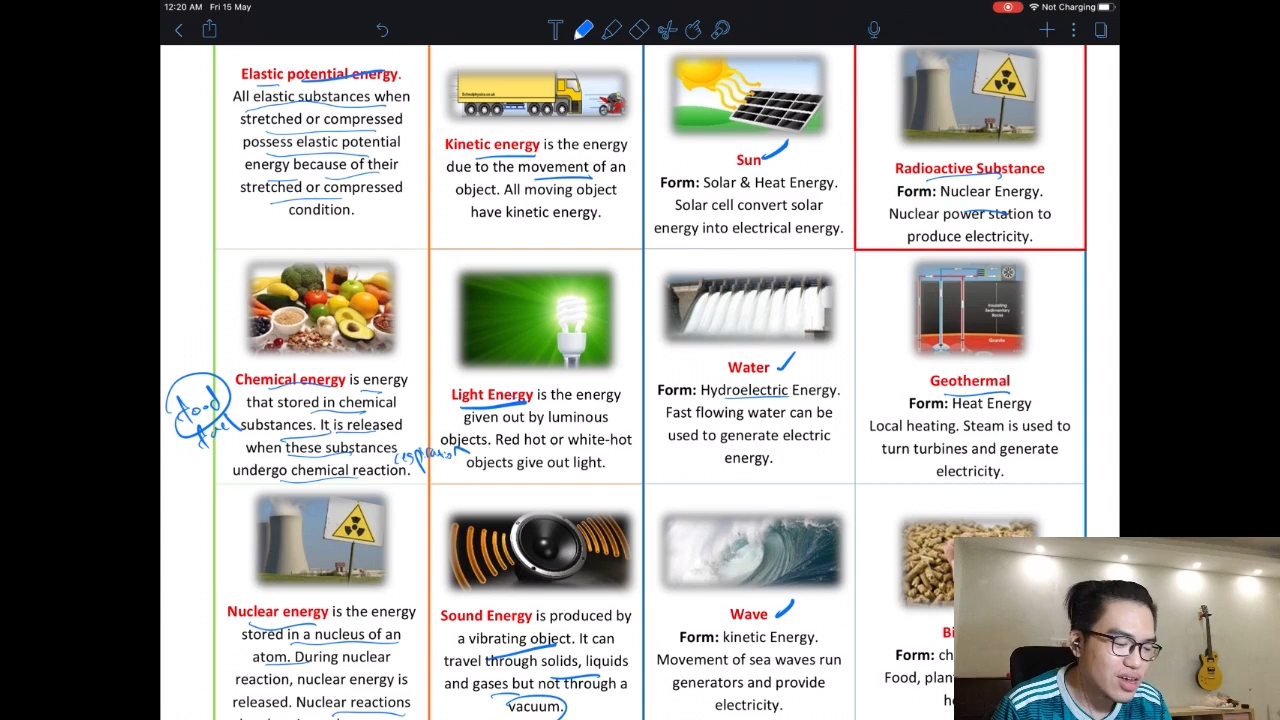 12:20 AM Fri 15 May
Not Charging
Elastic potential energy.
All elastic substances when
stretched or compressed
possess elastic potential
energy because of their
stretched or compressed
condition.
Kinetic energy is the energy
due to the movement of an
object. All moving object
have kinetic energy.
Sun
Form: Solar & Heat Energy.
Solar cell convert solar
energy into electrical energy.
Radioactive Substance
Form: Nuclear Energy.
Nuclear power station to
produce electricity.
Chemical energy is energy
that stored in chemical
substances. It is released
when these substances
undergo chemical reaction.
food
respiration
Light Energy is the energy
given out by luminous
objects. Red hot or white-hot
objects give out light.
Water
Form: Hydroelectric Energy.
Fast flowing water can be
used to generate electric
energy.
Geothermal
Form: Heat Energy
Local heating. Steam is used to
turn turbines and generate
electricity.
Nuclear energy is the energy
stored in a nucleus of an
atom. During nuclear
reaction, nuclear energy is
released. Nuclear reactions
Sound Energy is produced by
a vibrating object. It can
travel through solids, liquids
and gases but not through a
vacuum.
Wave
Form: kinetic Energy.
Movement of sea waves run
generators and provide
electricity.
Form:
Food,